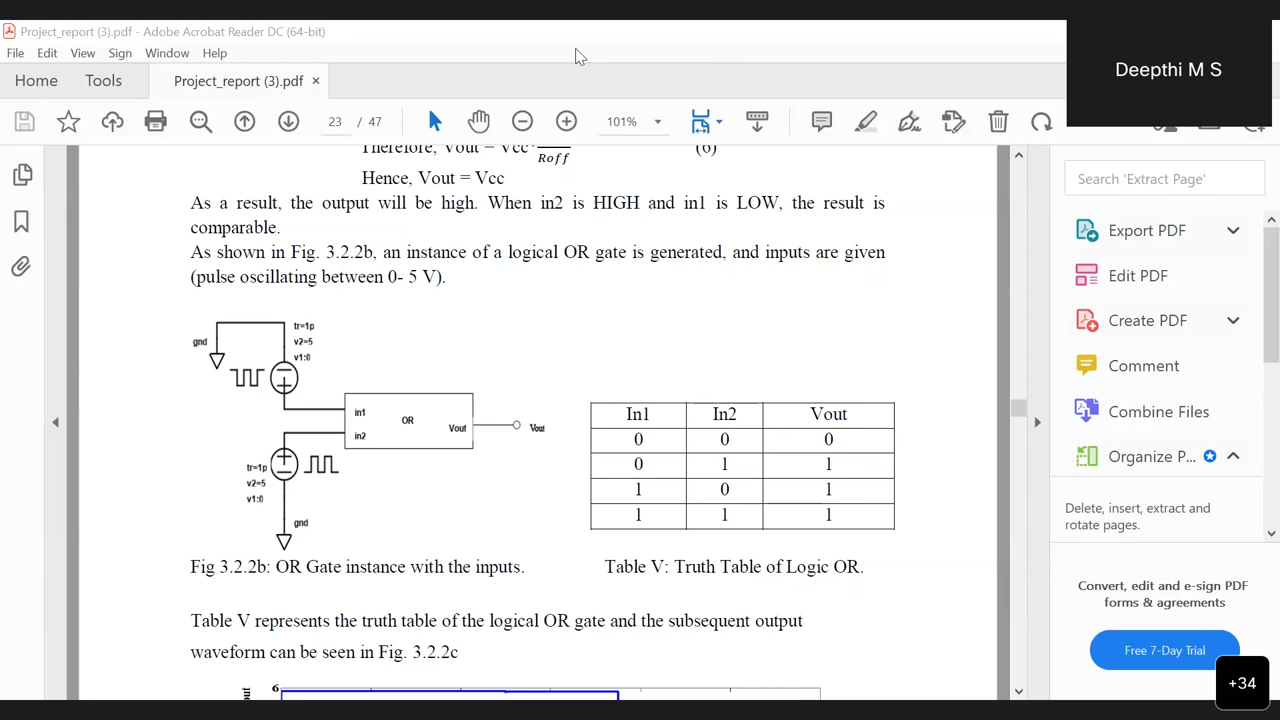 Project_report (3).pdf - Adobe Acrobat Reader DC (64-bit)
File Edit View Sign Window Help
Home Tools Project_report (3).pdf ×
23 / 47 101%
Deepthi M S
Therefore, Vout = Vcc · Roff (6)
Hence, Vout = Vcc
As a result, the output will be high. When in2 is HIGH and in1 is LOW, the result is
comparable.
As shown in Fig. 3.2.2b, an instance of a logical OR gate is generated, and inputs are given
(pulse oscillating between 0- 5 V).
gnd
tr=1p
v2=5
v1:0
in1
in2
OR
Vout
Vout
tr=1p
v2=5
v1:0
gnd
In1 In2 Vout
0 0 0
0 1 1
1 0 1
1 1 1
Fig 3.2.2b: OR Gate instance with the inputs. Table V: Truth Table of Logic OR.
Table V represents the truth table of the logical OR gate and the subsequent output
waveform can be seen in Fig. 3.2.2c
6
Search 'Extract Page'
Export PDF
Edit PDF
Create PDF
Comment
Combine Files
Organize P...
Delete, insert, extract and
rotate pages.
Convert, edit and e-sign PDF
forms & agreements
Free 7-Day Trial
+34